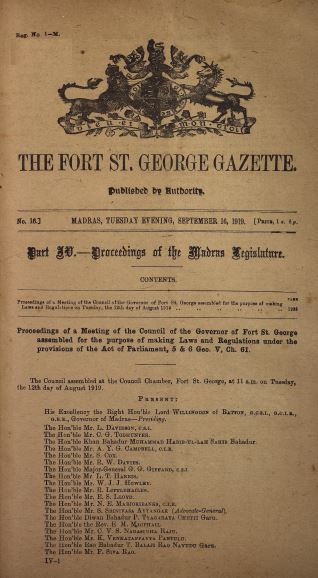 Reg. No. 1-M.
THE FORT ST. GEORGE GAZETTE.
Published by Authority.
No. 16.] MADRAS, TUESDAY EVENING, SEPTEMBER 16, 1919. [PRICE, 1 a. 6 p.
Part IV.—Proceedings of the Madras Legislature.
CONTENTS.
PAGE
Proceedings of a Meeting of the Council of the Governor of Fort St. George assembled for the purpose of making
Laws and Regulations on Tuesday, the 12th day of August 1919
Proceedings of a Meeting of the Council of the Governor of Fort St. George
assembled for the purpose of making Laws and Regulations under the
provisions of the Act of Parliament, 5 & 6 Geo. V, Ch. 61.
The Council assembled at the Council Chamber, Fort St. George, at 11 a.m. on Tuesday,
the 12th day of August 1919.
PRESENT:
His Excellency the Right Hon'ble Lord WILLINGDON of RATTON, G.C.S.I., G.C.I.E.,
G.B.E., Governor of Madras—Presiding.
The Hon'ble Mr. L. DAVIDSON, C.S.I.
The Hon'ble Mr. C. G. TODHUNTER.
The Hon'ble Khan Bahadur MUHAMMAD HABIB-UL-LAH SAHIB Bahadur.
The Hon'ble Mr. A. Y. G. CAMPBELL, C.I.E.
The Hon'ble Mr. S. COX.
The Hon'ble Mr. E. W. DAVIES.
The Hon'ble Major-General G. G. GIFFARD, C.S.I.
The Hon'ble Mr. L. T. HARRIS.
The Hon'ble Mr. W. J. J. HOWLEY.
The Hon'ble Mr. R. LITTLEHAILES.
The Hon'ble Mr. E. S. LLOYD.
The Hon'ble Mr. N. E. MARJORIBANKS, C.I.E.
The Hon'ble Mr. S. SRINIVASA AYYANGAR (Advocate-General).
The Hon'ble Diwan Bahadur P. TYAGARAYA CHETTI Garu.
The Hon'ble the Rev. E. M. MACPHAIL.
The Hon'ble Mr. C. V. S. NARASIMHA RAJU.
The Hon'ble Mr. K. VENKATAPPAYYA PANTULU.
The Hon'ble Rao Bahadur T. BALAJI RAO NAYUDU Garu.
The Hon'ble Mr. P. SIVA RAO.
IV-1